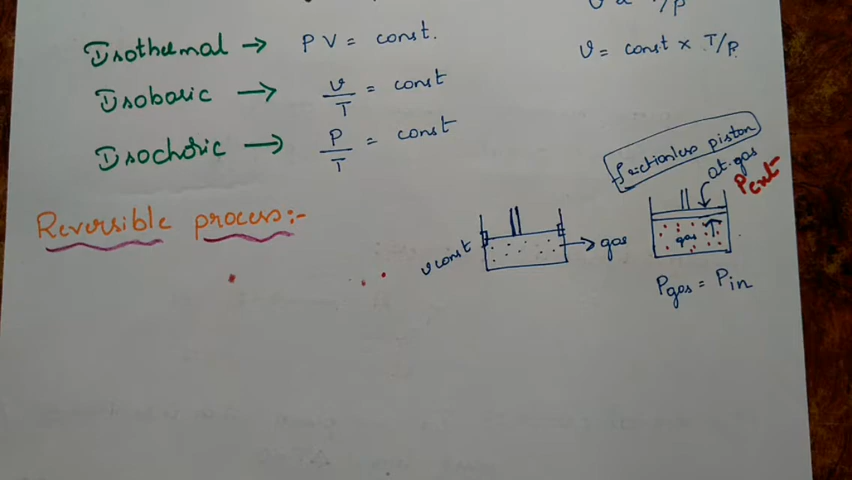 Isothermal → PV = const.
v = const × T/P.
Isobaric → v/T = const
Isochoric → P/T = const
frictionless piston
at. gas
Pext
Reversible process:-
v const
gas
gas
Pgas = Pin